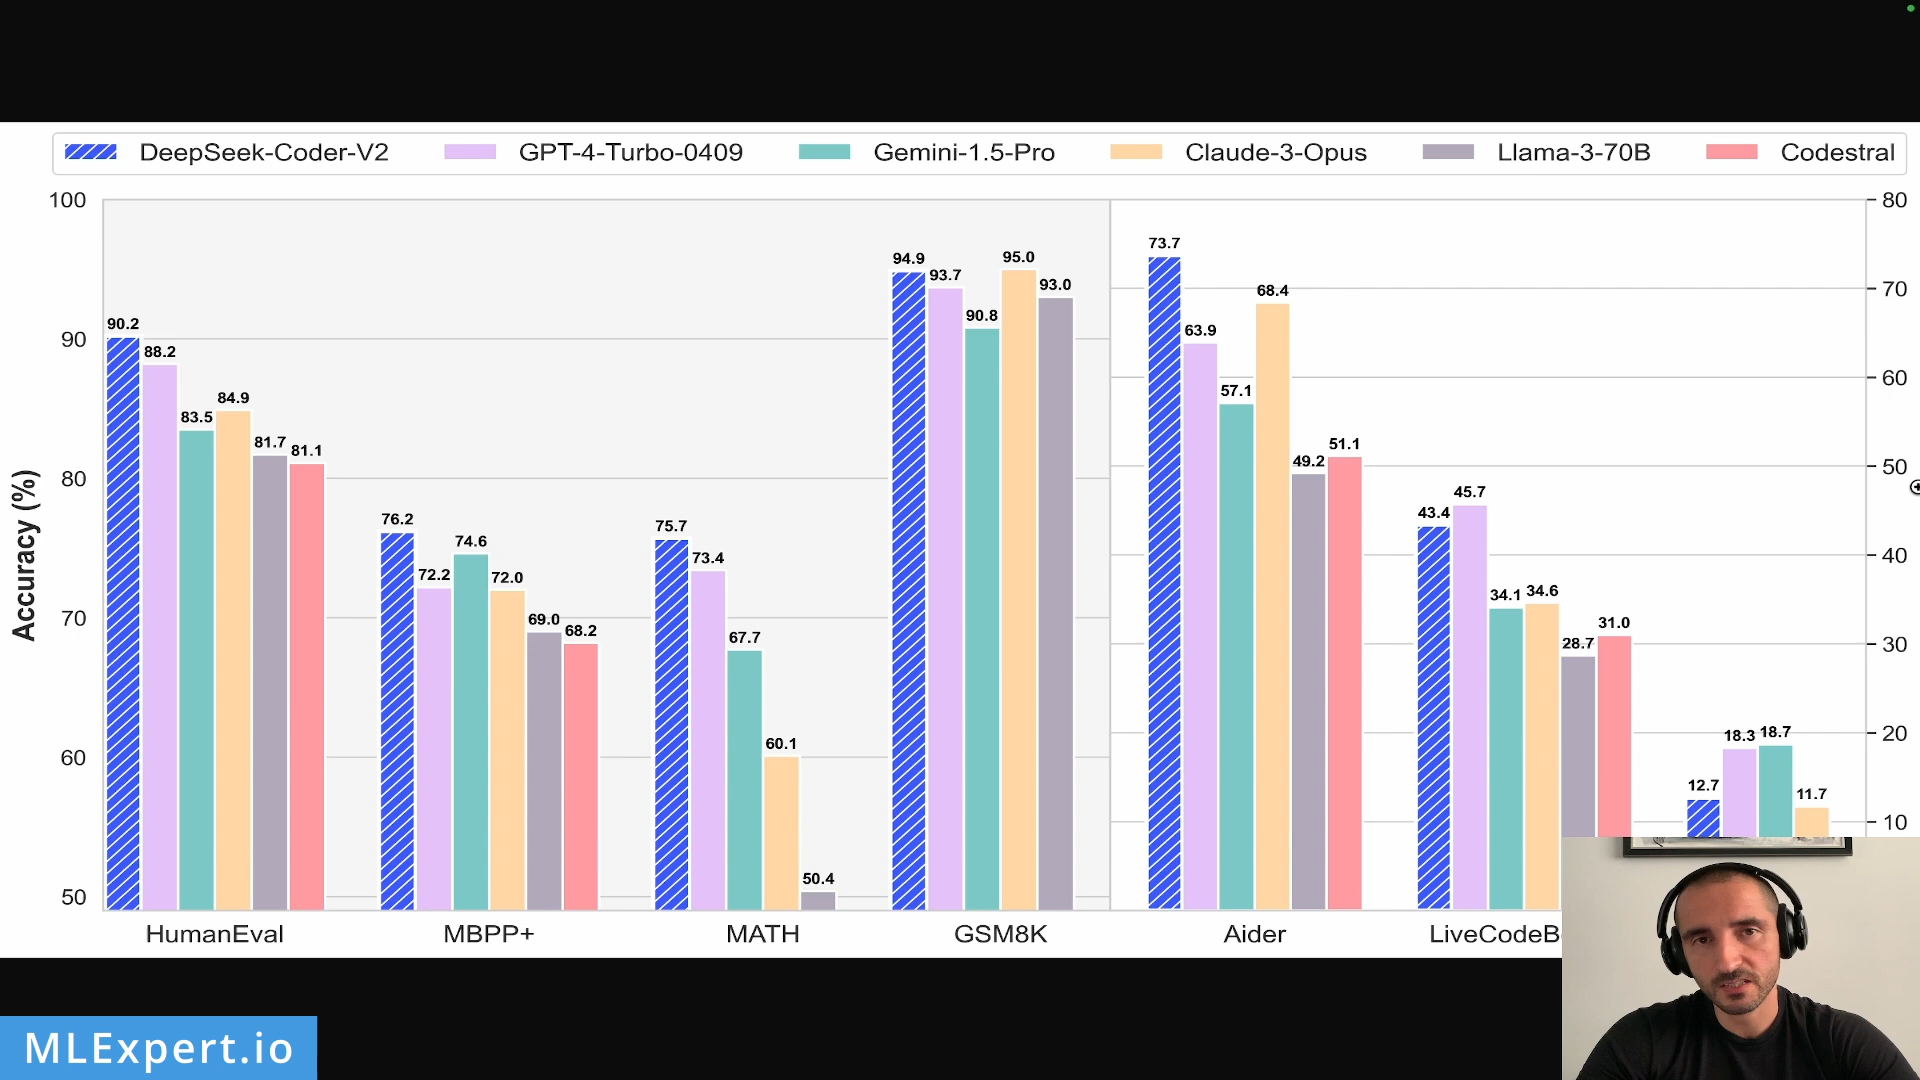 DeepSeek-Coder-V2 GPT-4-Turbo-0409 Gemini-1.5-Pro Claude-3-Opus Llama-3-70B Codestral
Accuracy (%)
100
90
80
70
60
50
90.2 88.2 83.5 84.9 81.7 81.1
76.2 72.2 74.6 72.0 69.0 68.2
75.7 73.4 67.7 60.1 50.4
94.9 93.7 90.8 95.0 93.0
73.7 63.9 57.1 68.4 49.2 51.1
43.4 45.7 34.1 34.6 28.7 31.0
12.7 18.3 18.7 11.7
80
70
60
50
40
30
20
10
HumanEval MBPP+ MATH GSM8K Aider LiveCodeB
MLExpert.io